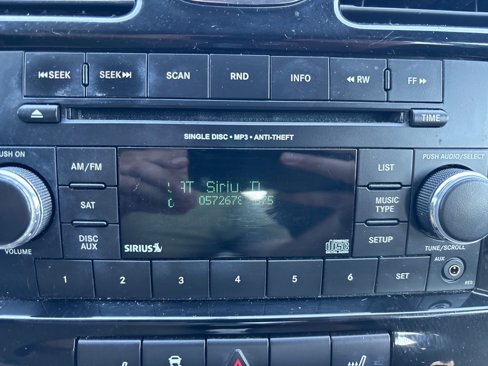 SEEK
SEEK
SCAN
RND
INFO
RW
FF
TIME
SINGLE DISC • MP3 • ANTI-THEFT
PUSH ON
AM/FM
SAT
DISC AUX
VOLUME
SIRIUS
LIST
MUSIC TYPE
SETUP
PUSH AUDIO/SELECT
TUNE/SCROLL
AUX
1
2
3
4
5
6
SET